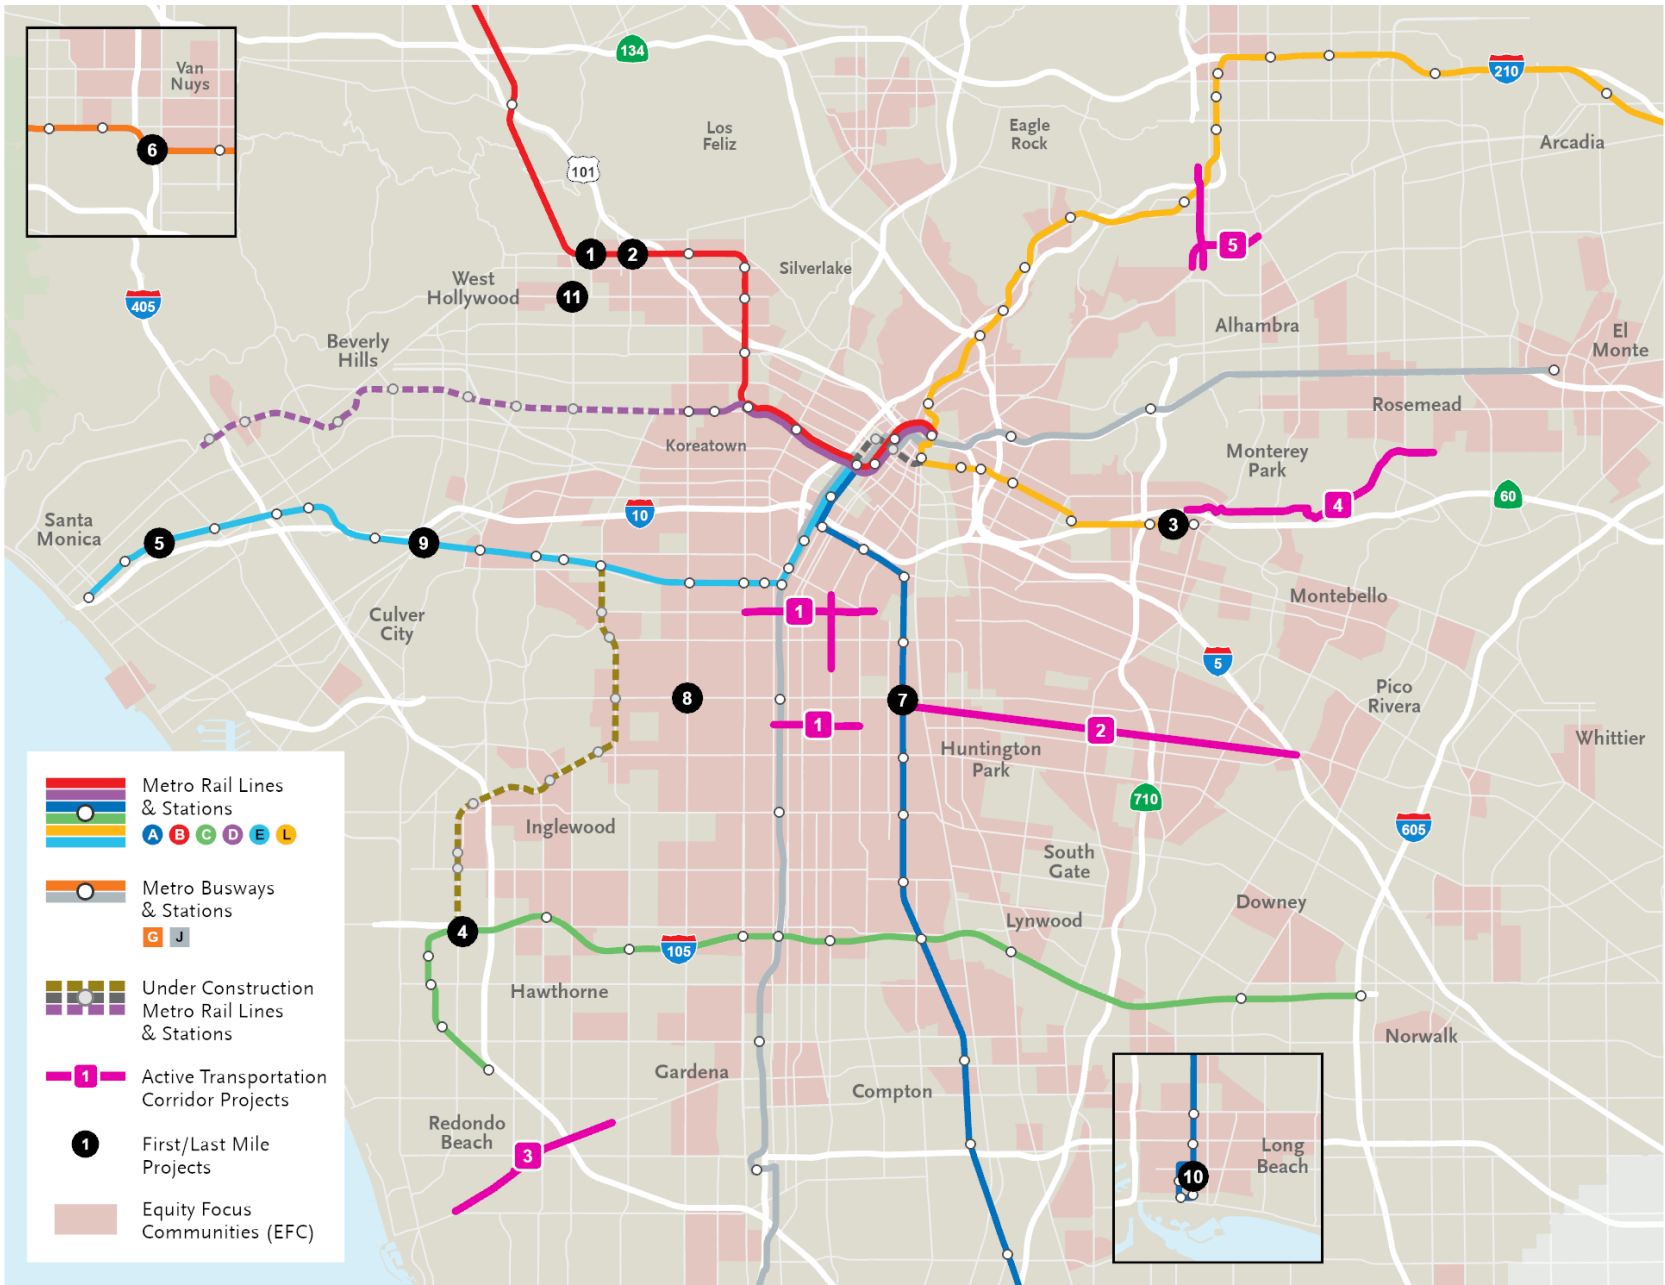 134
210
Van
Nuys
6
Los
Feliz
Eagle
Rock
Arcadia
101
5
1
2
Silverlake
West
Hollywood
11
405
Alhambra
El
Monte
Beverly
Hills
Rosemead
Koreatown
Monterey
Park
60
4
10
Santa
Monica
5
9
3
Culver
City
1
Montebello
5
8
7
Pico
Rivera
1
2
Huntington
Park
Whittier
710
Inglewood
605
South
Gate
Downey
Lynwood
4
105
Hawthorne
Norwalk
Gardena
Compton
Redondo
Beach
3
Long
Beach
10
Metro Rail Lines
& Stations
A B C D E L
Metro Busways
& Stations
G J
Under Construction
Metro Rail Lines
& Stations
1
Active Transportation
Corridor Projects
1
First/Last Mile
Projects
Equity Focus
Communities (EFC)